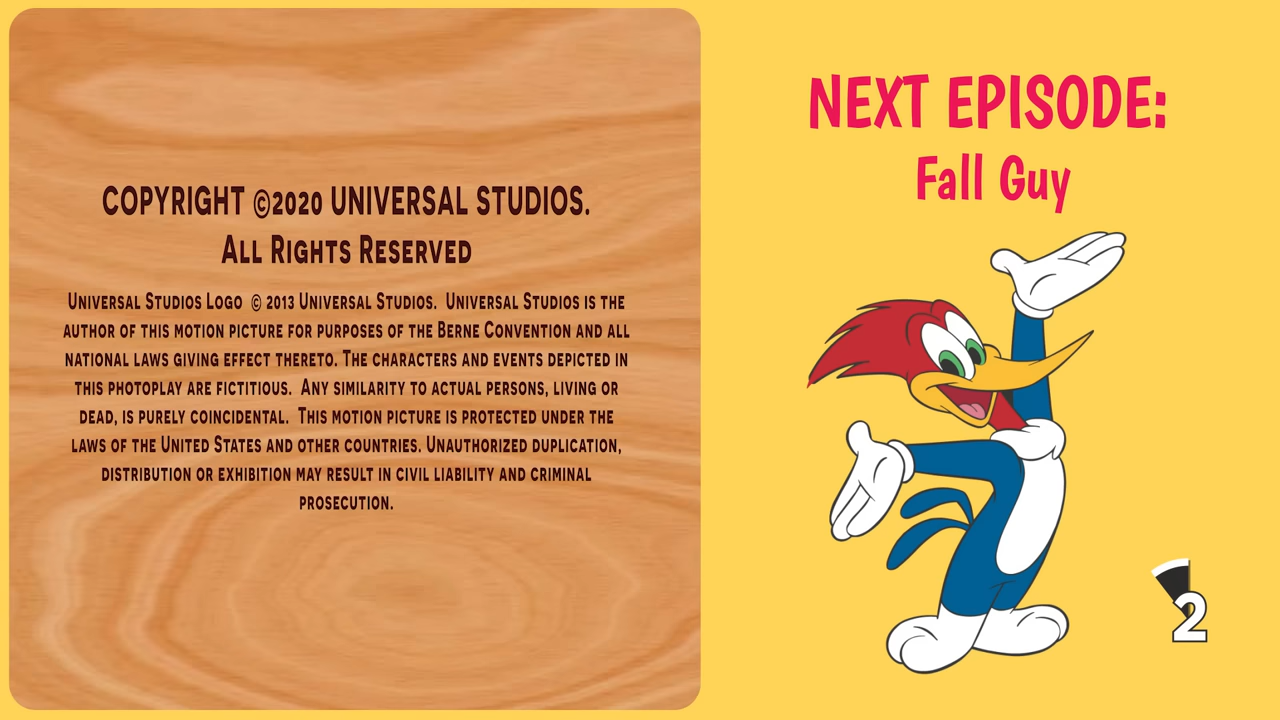 COPYRIGHT ©2020 UNIVERSAL STUDIOS.
ALL RIGHTS RESERVED
UNIVERSAL STUDIOS LOGO © 2013 UNIVERSAL STUDIOS. UNIVERSAL STUDIOS IS THE
AUTHOR OF THIS MOTION PICTURE FOR PURPOSES OF THE BERNE CONVENTION AND ALL
NATIONAL LAWS GIVING EFFECT THERETO. THE CHARACTERS AND EVENTS DEPICTED IN
THIS PHOTOPLAY ARE FICTITIOUS. ANY SIMILARITY TO ACTUAL PERSONS, LIVING OR
DEAD, IS PURELY COINCIDENTAL. THIS MOTION PICTURE IS PROTECTED UNDER THE
LAWS OF THE UNITED STATES AND OTHER COUNTRIES. UNAUTHORIZED DUPLICATION,
DISTRIBUTION OR EXHIBITION MAY RESULT IN CIVIL LIABILITY AND CRIMINAL
PROSECUTION.
NEXT EPISODE:
Fall Guy
2